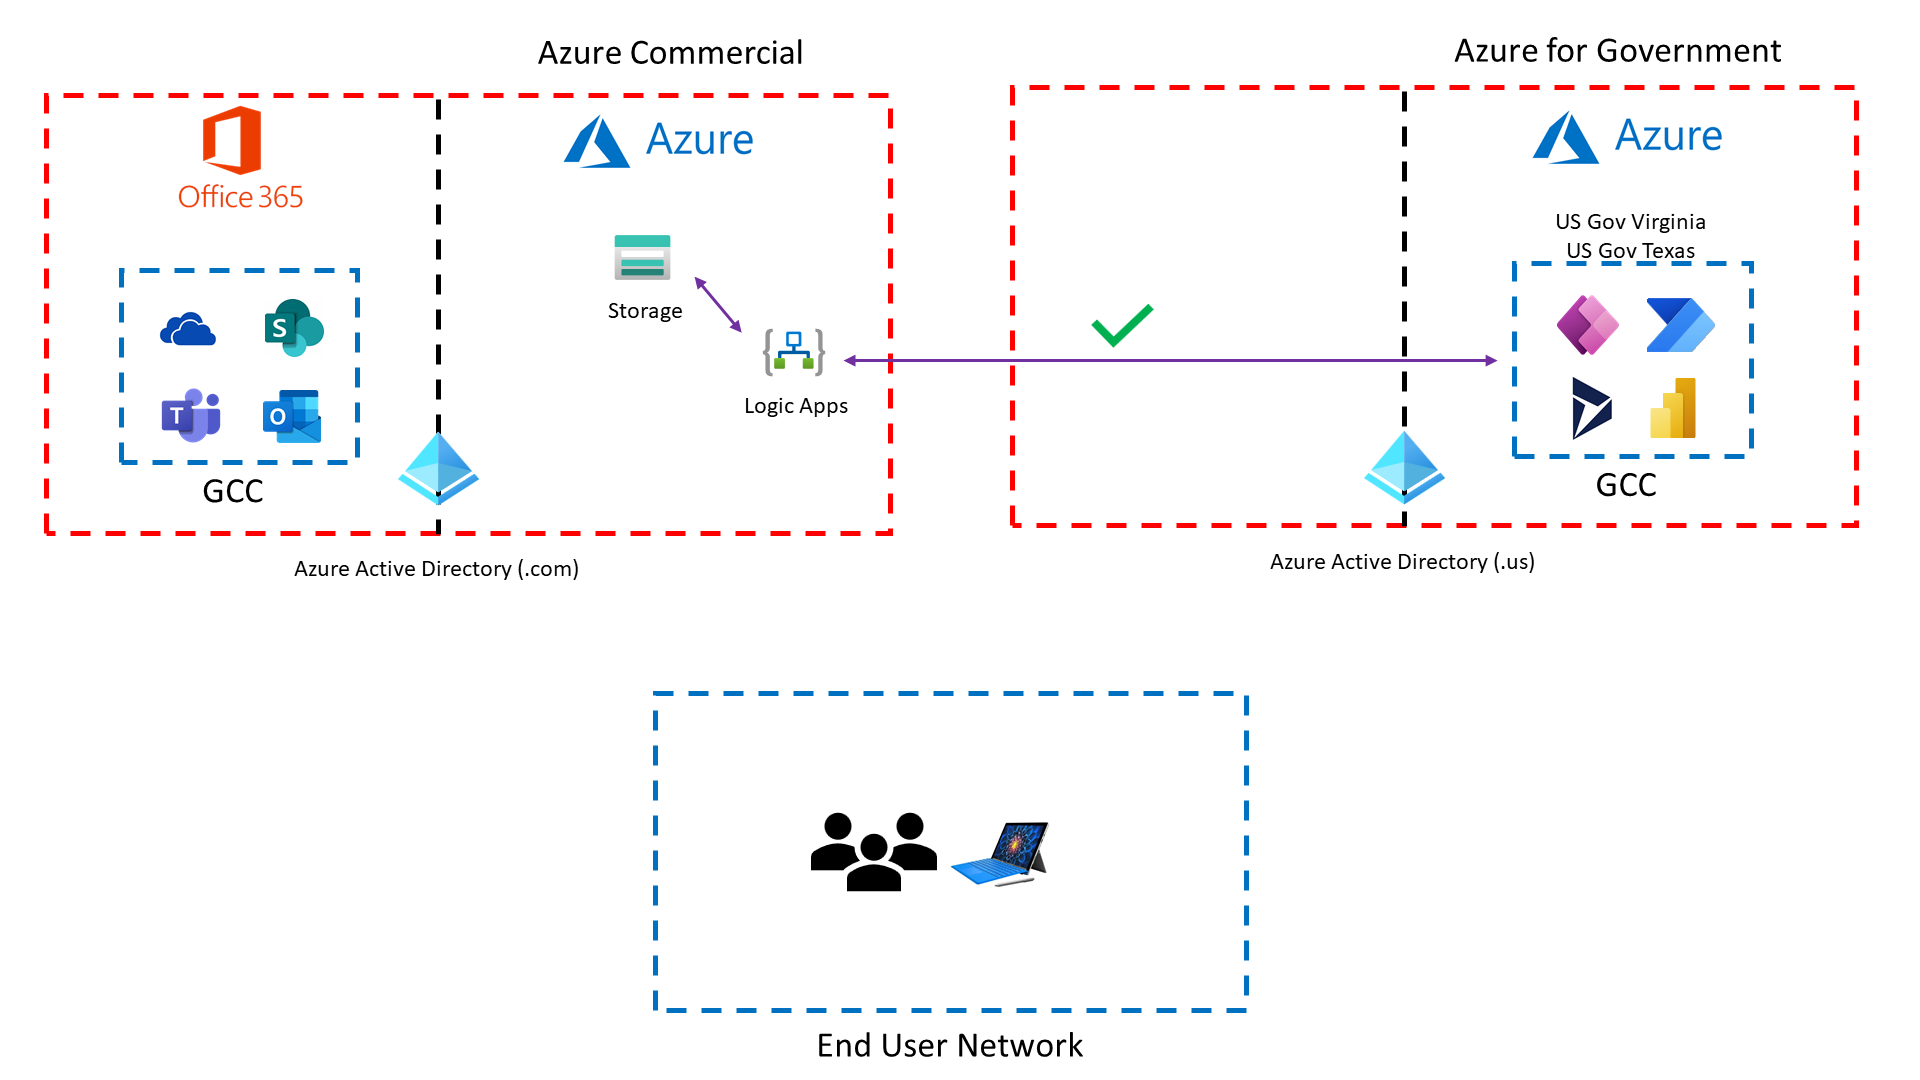 Azure Commercial
Azure for Government
Office 365
Azure
Azure
US Gov Virginia
US Gov Texas
Storage
S
T
O
Logic Apps
GCC
GCC
Azure Active Directory (.com)
Azure Active Directory (.us)
End User Network